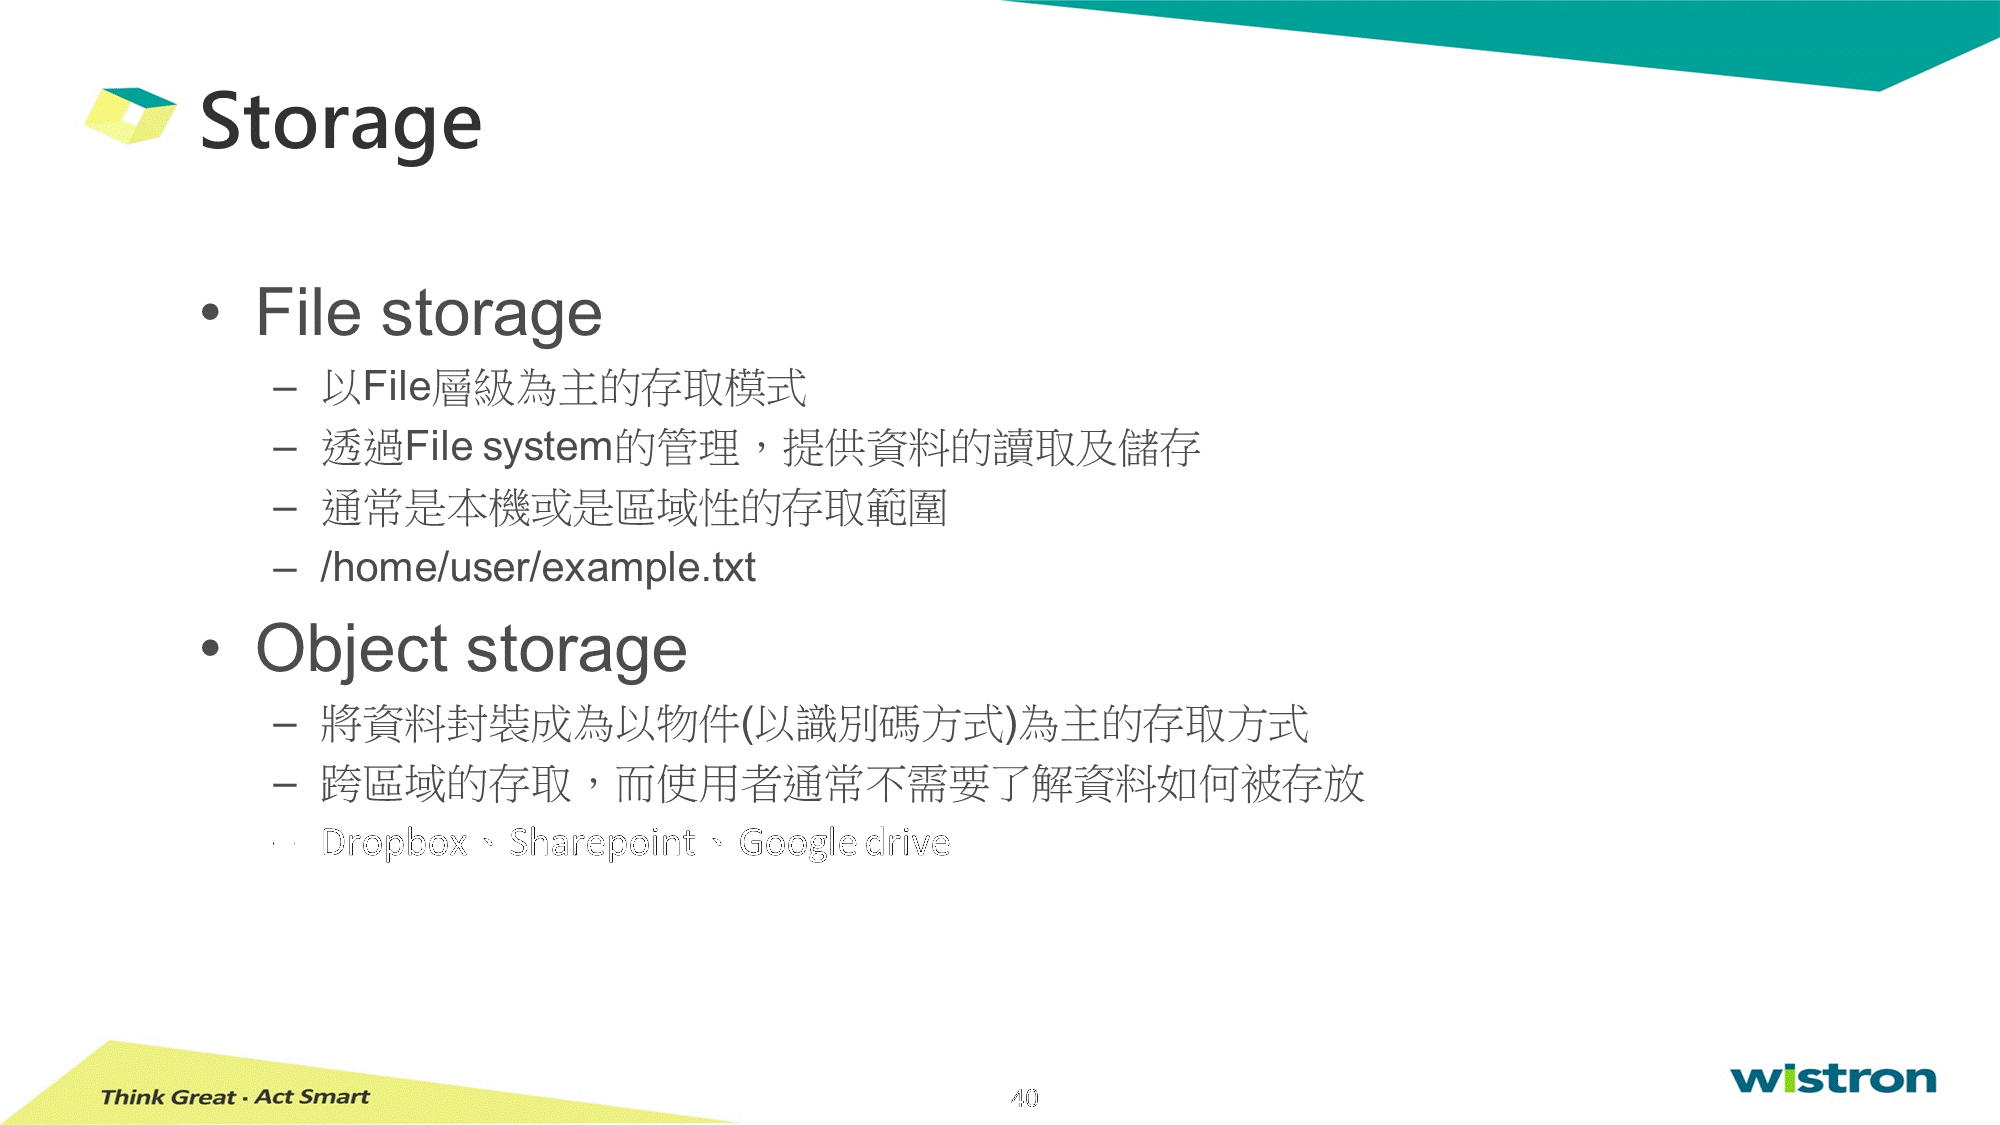 Storage
• File storage
– 以File層級為主的存取模式
– 透過File system的管理，提供資料的讀取及儲存
– 通常是本機或是區域性的存取範圍
– /home/user/example.txt
• Object storage
– 將資料封裝成為以物件(以識別碼方式)為主的存取方式
– 跨區域的存取，而使用者通常不需要了解資料如何被存放
– Dropbox、Sharepoint、Google drive
Think Great · Act Smart
40
wistron